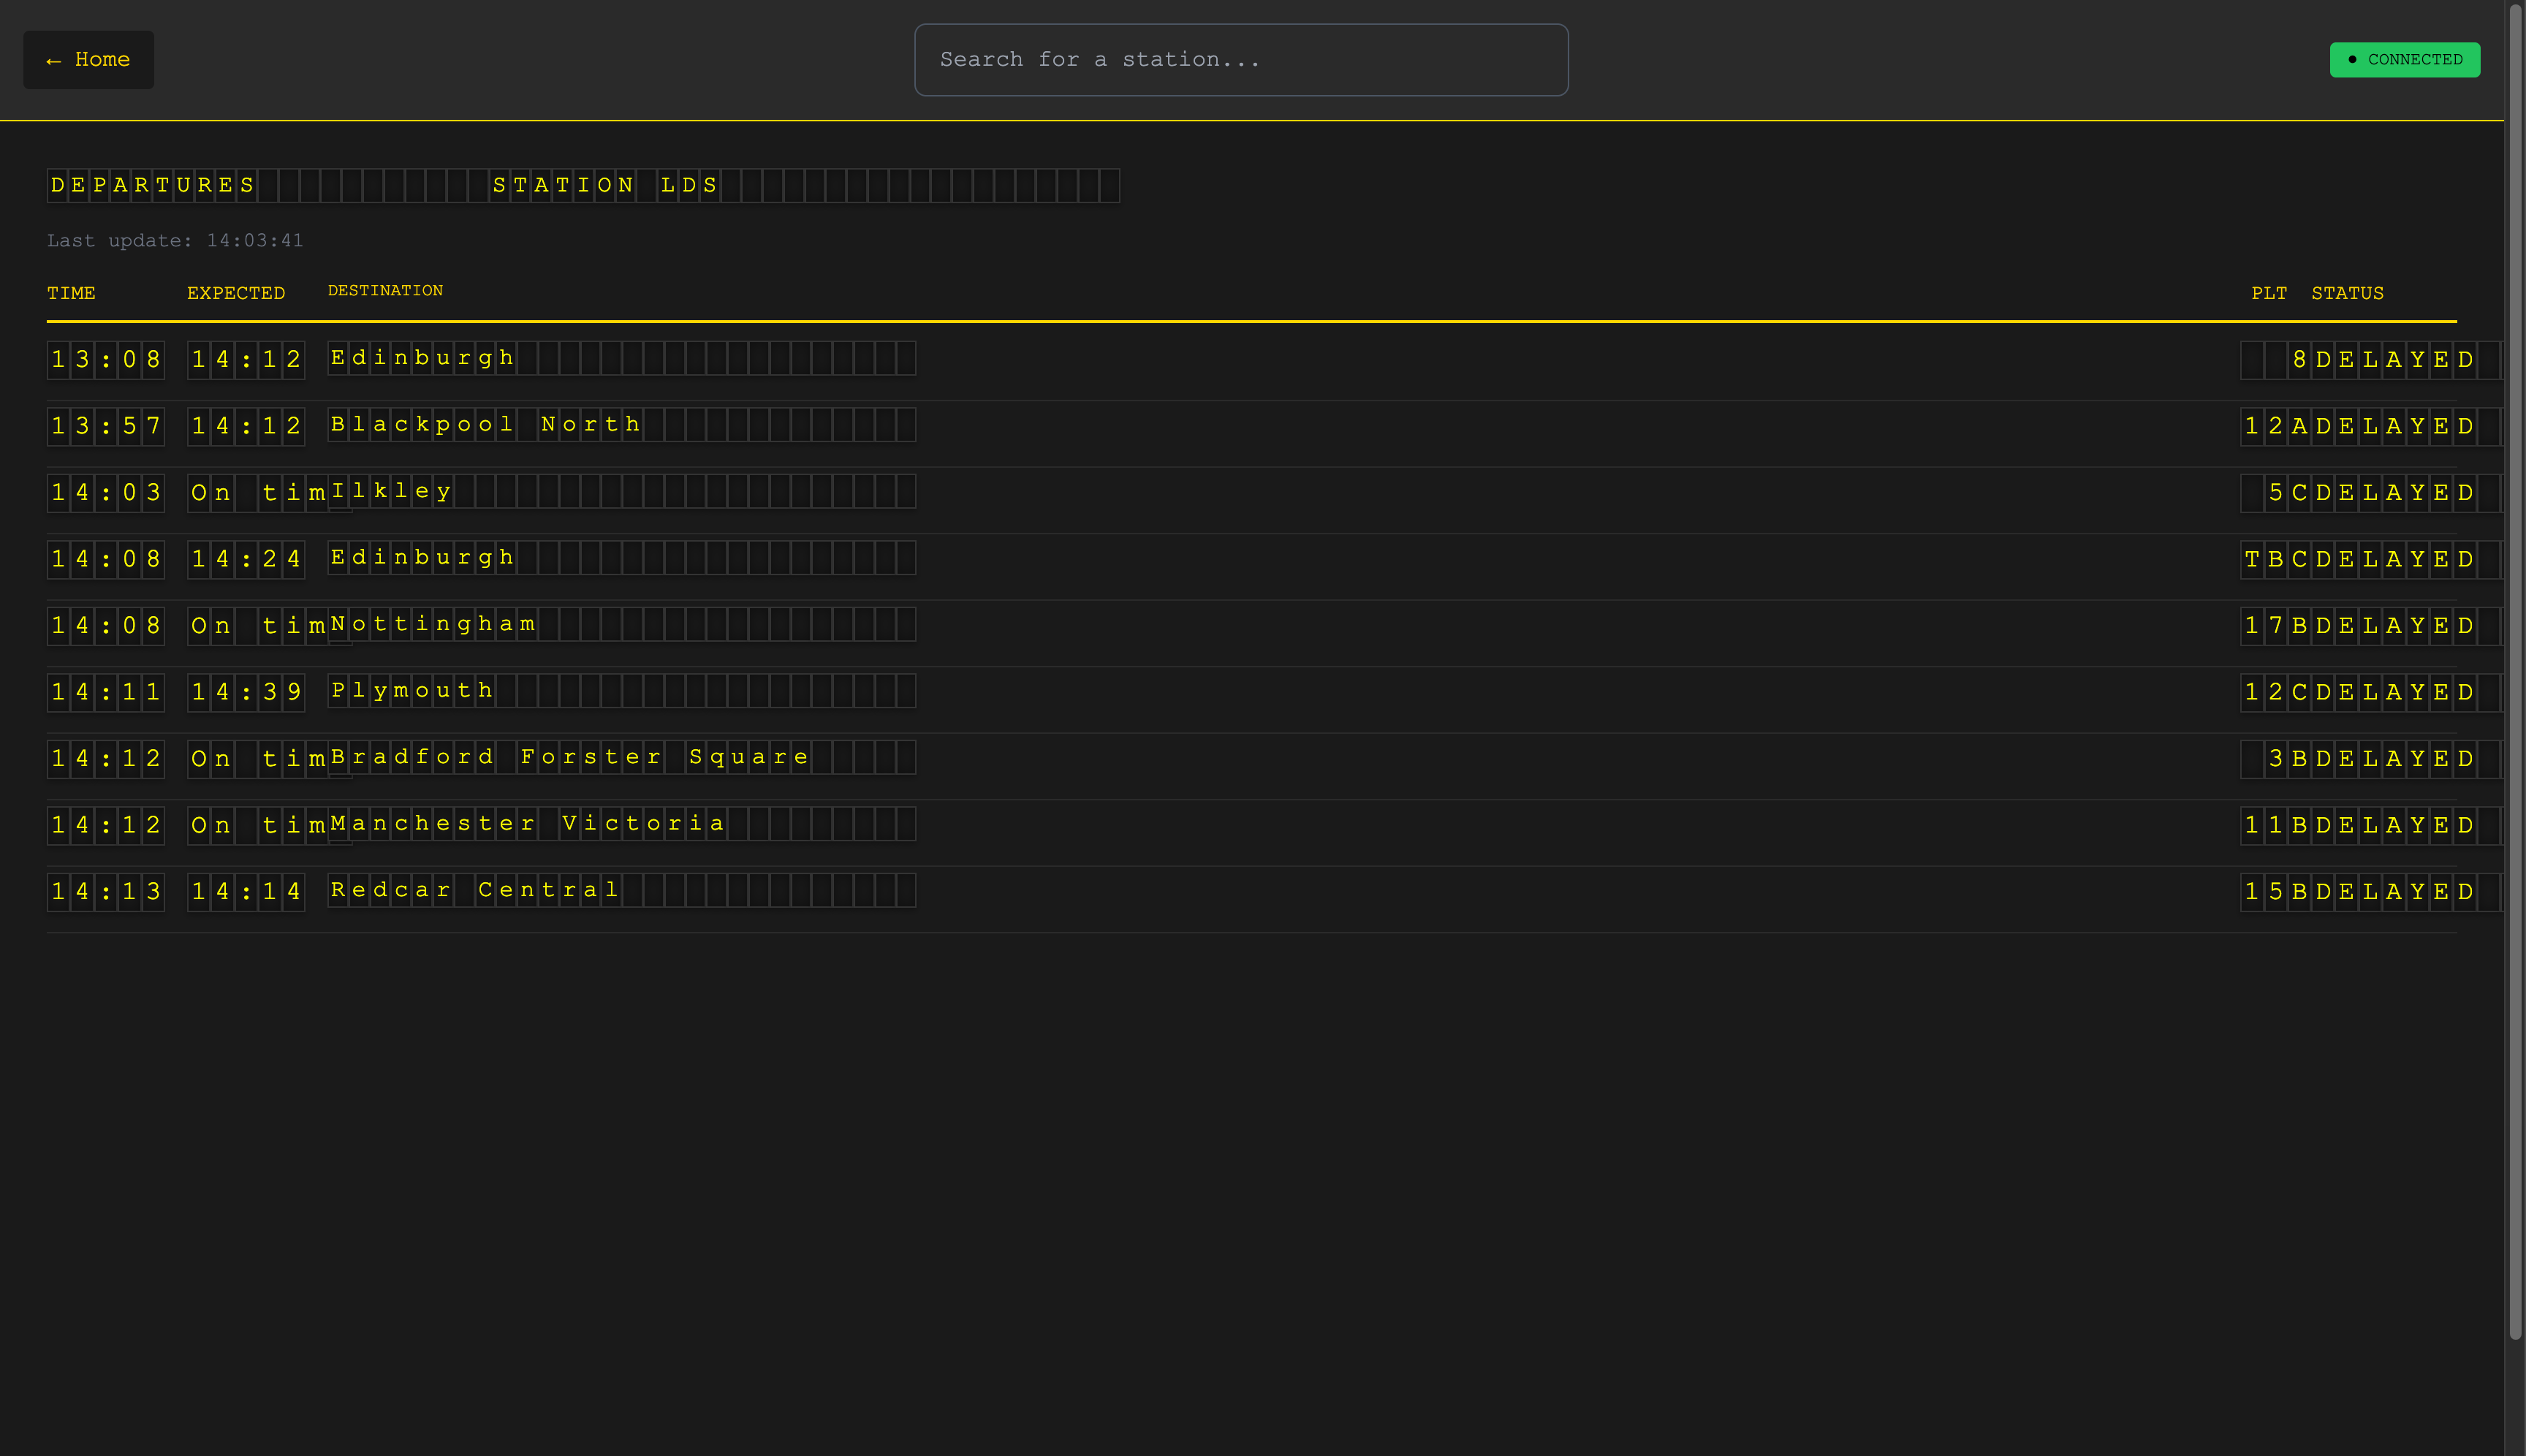 ← Home
Search for a station...
● CONNECTED
DEPARTURES STATION LDS
Last update: 14:03:41
TIME EXPECTED DESTINATION PLT STATUS
13:08 14:12 Edinburgh 8 DELAYED
13:57 14:12 Blackpool North 12A DELAYED
14:03 On tim Ilkley 5C DELAYED
14:08 14:24 Edinburgh TBC DELAYED
14:08 On tim Nottingham 17B DELAYED
14:11 14:39 Plymouth 12C DELAYED
14:12 On tim Bradford Forster Square 3B DELAYED
14:12 On tim Manchester Victoria 11B DELAYED
14:13 14:14 Redcar Central 15B DELAYED